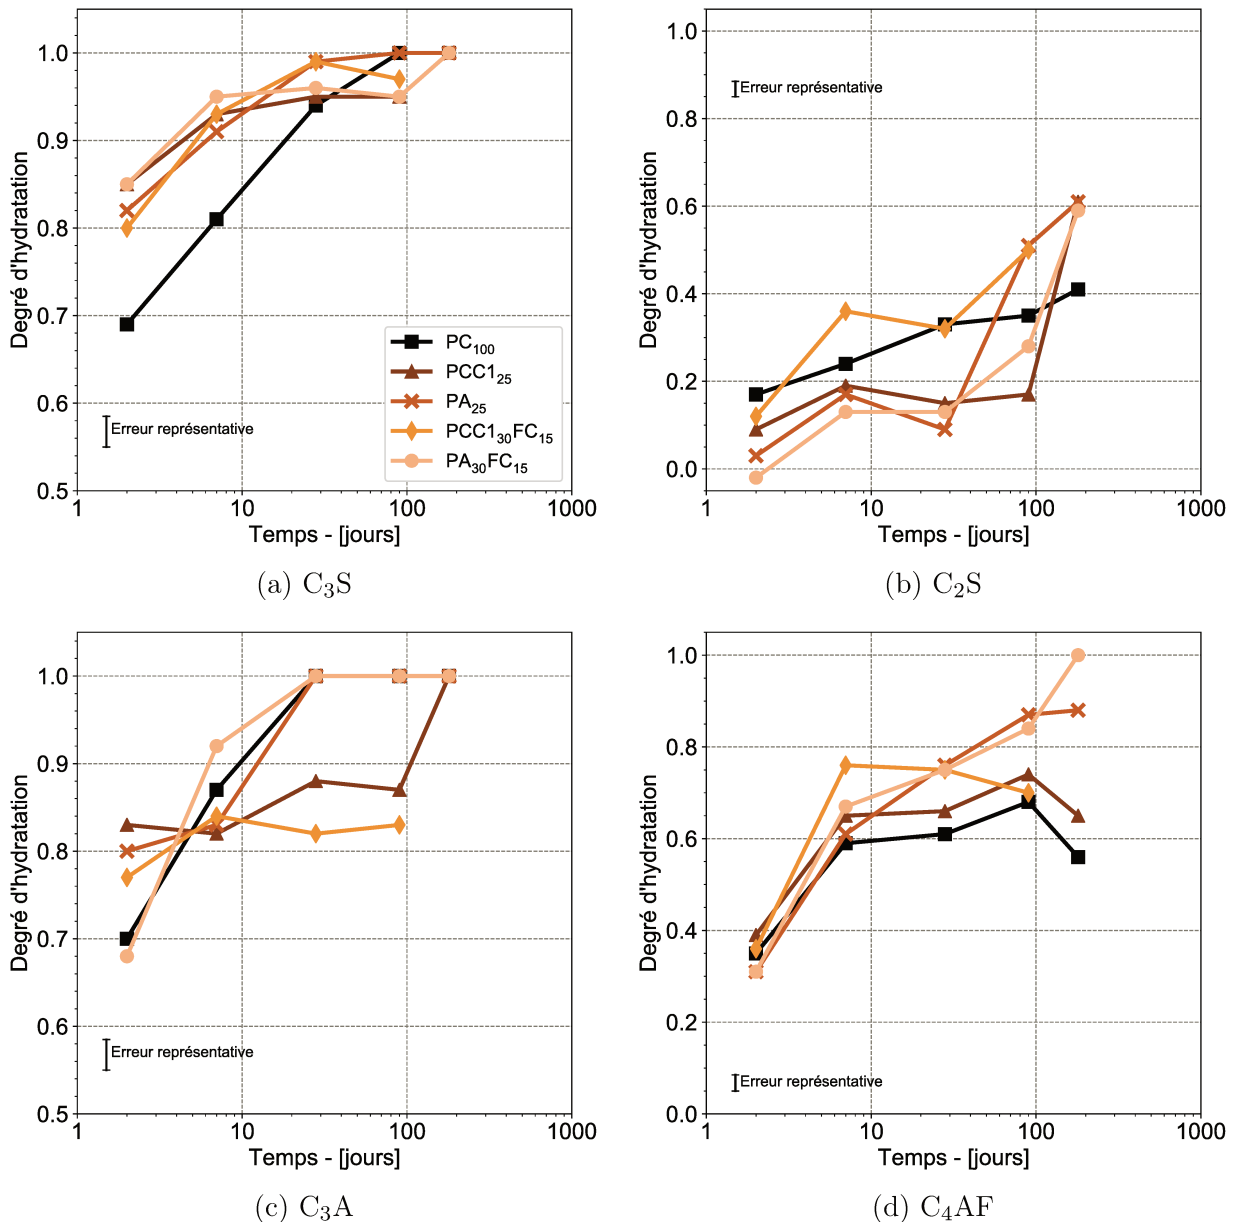 1.0
0.9
0.8
0.7
0.6
0.5
Degré d'hydratation
PC₁₀₀
PCC1₂₅
PA₂₅
PCC1₃₀FC₁₅
PA₃₀FC₁₅
Erreur représentative
1 10 100 1000
Temps - [jours]
(a) C₃S
1.0
0.8
0.6
0.4
0.2
0.0
Degré d'hydratation
Erreur représentative
1 10 100 1000
Temps - [jours]
(b) C₂S
1.0
0.9
0.8
0.7
0.6
0.5
Degré d'hydratation
Erreur représentative
1 10 100 1000
Temps - [jours]
(c) C₃A
1.0
0.8
0.6
0.4
0.2
0.0
Degré d'hydratation
Erreur représentative
1 10 100 1000
Temps - [jours]
(d) C₄AF